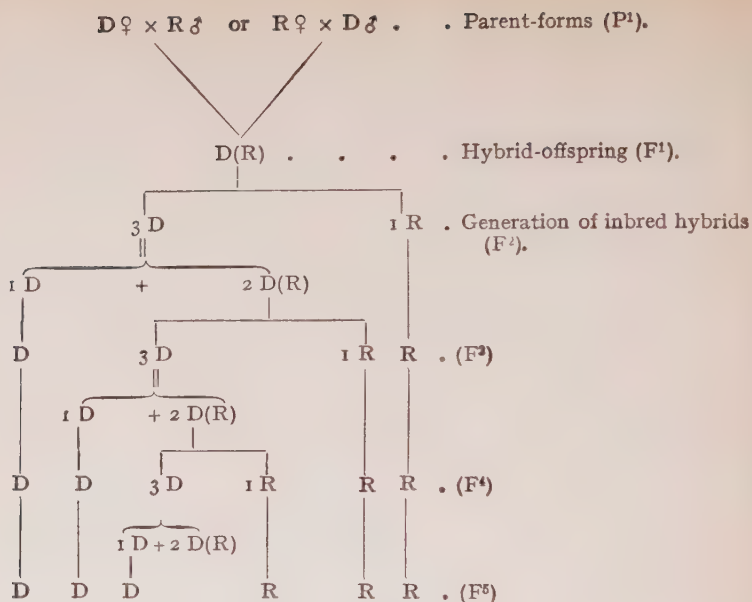 D♀ × R♂ or R♀ × D♂ . . Parent-forms (P¹).
D(R) . . . . Hybrid-offspring (F¹).
3 D 1 R . Generation of inbred hybrids
(F²).
1 D + 2 D(R)
D 3 D 1 R R . (F³)
1 D + 2 D(R)
D D 3 D 1 R R R . (F⁴)
1 D + 2 D(R)
D D D R R R . (F⁵)